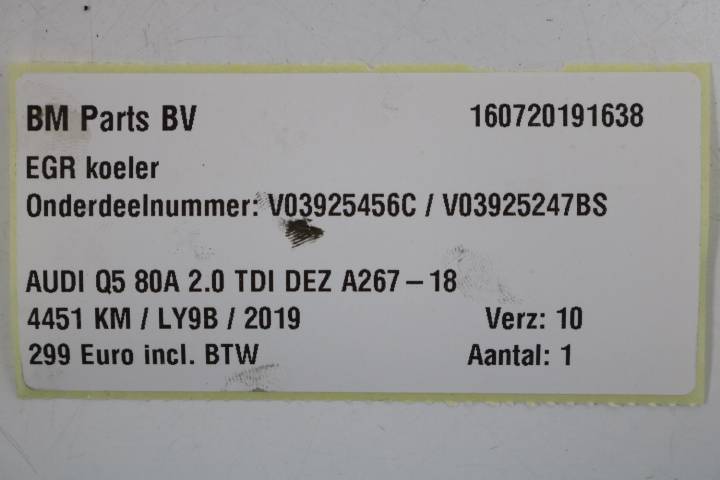 BM Parts BV 160720191638
EGR koeler
Onderdeelnummer: V03925456C / V03925247BS
AUDI Q5 80A 2.0 TDI DEZ A267 – 18
4451 KM / LY9B / 2019 Verz: 10
299 Euro incl. BTW Aantal: 1